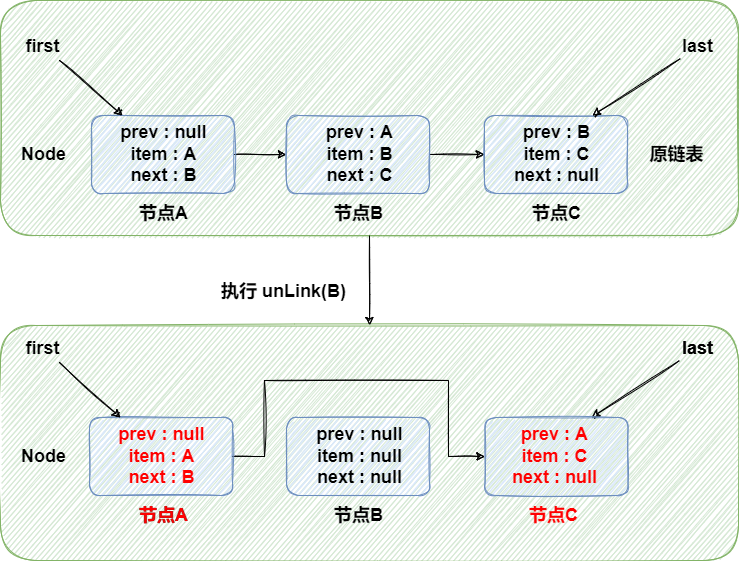 first
last
prev : null
item : A
next : B
prev : A
item : B
next : C
prev : B
item : C
next : null
Node
原链表
节点A
节点B
节点C
执行 unLink(B)
first
last
prev : null
item : A
next : B
prev : null
item : null
next : null
prev : A
item : C
next : null
Node
节点A
节点B
节点C